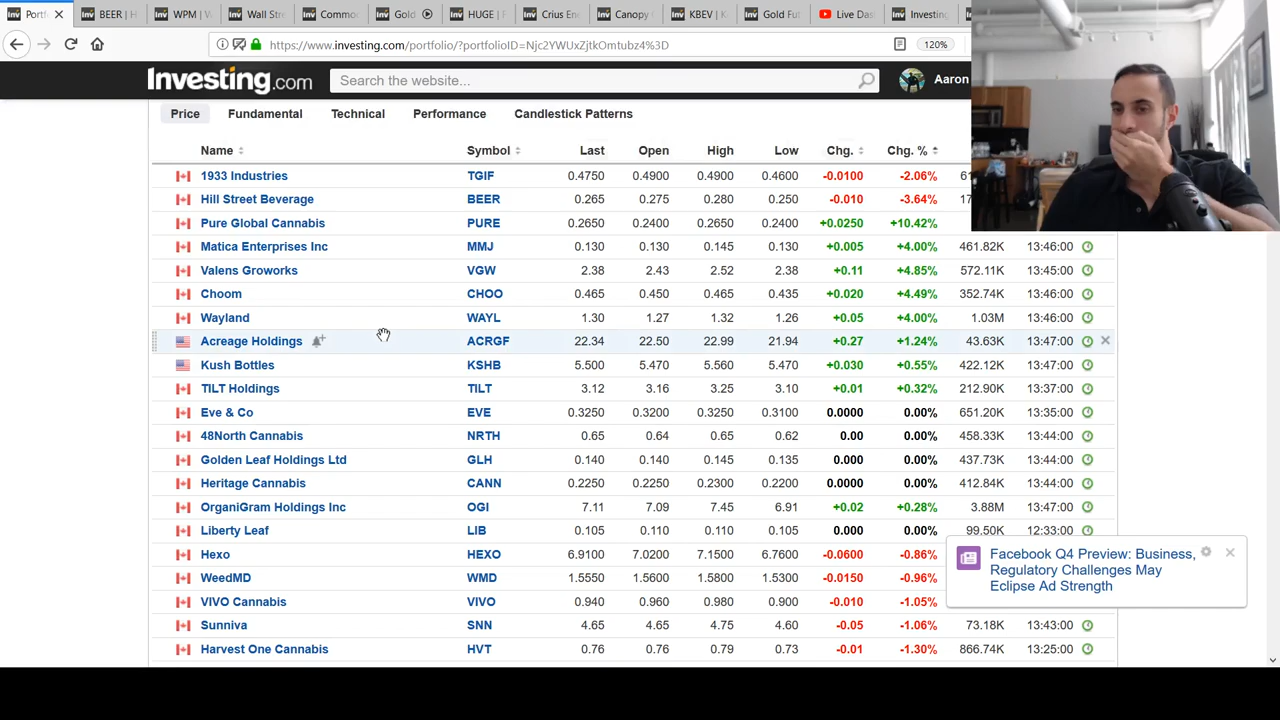 Portf BEER | H WPM | W Wall Str Commo Gold HUGE | F Crius En Canopy KBEV | K Gold Fut Live Das Investing
https://www.investing.com/portfolio/?portfolioID=Njc2YWUxZjtkOmtubz4%3D 120%
Investing.com Search the website... Aaron
Price Fundamental Technical Performance Candlestick Patterns
Name Symbol Last Open High Low Chg. Chg. %
1933 Industries TGIF 0.4750 0.4900 0.4900 0.4600 -0.0100 -2.06%
Hill Street Beverage BEER 0.265 0.275 0.280 0.250 -0.010 -3.64%
Pure Global Cannabis PURE 0.2650 0.2400 0.2650 0.2400 +0.0250 +10.42%
Matica Enterprises Inc MMJ 0.130 0.130 0.145 0.130 +0.005 +4.00% 461.82K 13:46:00
Valens Groworks VGW 2.38 2.43 2.52 2.38 +0.11 +4.85% 572.11K 13:45:00
Choom CHOO 0.465 0.450 0.465 0.435 +0.020 +4.49% 352.74K 13:46:00
Wayland WAYL 1.30 1.27 1.32 1.26 +0.05 +4.00% 1.03M 13:46:00
Acreage Holdings ACRGF 22.34 22.50 22.99 21.94 +0.27 +1.24% 43.63K 13:47:00
Kush Bottles KSHB 5.500 5.470 5.560 5.470 +0.030 +0.55% 422.12K 13:47:00
TILT Holdings TILT 3.12 3.16 3.25 3.10 +0.01 +0.32% 212.90K 13:37:00
Eve & Co EVE 0.3250 0.3200 0.3250 0.3100 0.0000 0.00% 651.20K 13:35:00
48North Cannabis NRTH 0.65 0.64 0.65 0.62 0.00 0.00% 458.33K 13:44:00
Golden Leaf Holdings Ltd GLH 0.140 0.140 0.145 0.135 0.000 0.00% 437.73K 13:44:00
Heritage Cannabis CANN 0.2250 0.2250 0.2300 0.2200 0.0000 0.00% 412.84K 13:44:00
OrganiGram Holdings Inc OGI 7.11 7.09 7.45 6.91 +0.02 +0.28% 3.88M 13:47:00
Liberty Leaf LIB 0.105 0.110 0.110 0.105 0.000 0.00% 99.50K 12:33:00
Hexo HEXO 6.9100 7.0200 7.1500 6.7600 -0.0600 -0.86%
WeedMD WMD 1.5550 1.5600 1.5800 1.5300 -0.0150 -0.96%
VIVO Cannabis VIVO 0.940 0.960 0.980 0.900 -0.010 -1.05%
Sunniva SNN 4.65 4.65 4.75 4.60 -0.05 -1.06% 73.18K 13:43:00
Harvest One Cannabis HVT 0.76 0.76 0.79 0.73 -0.01 -1.30% 866.74K 13:25:00
Facebook Q4 Preview: Business,
Regulatory Challenges May
Eclipse Ad Strength